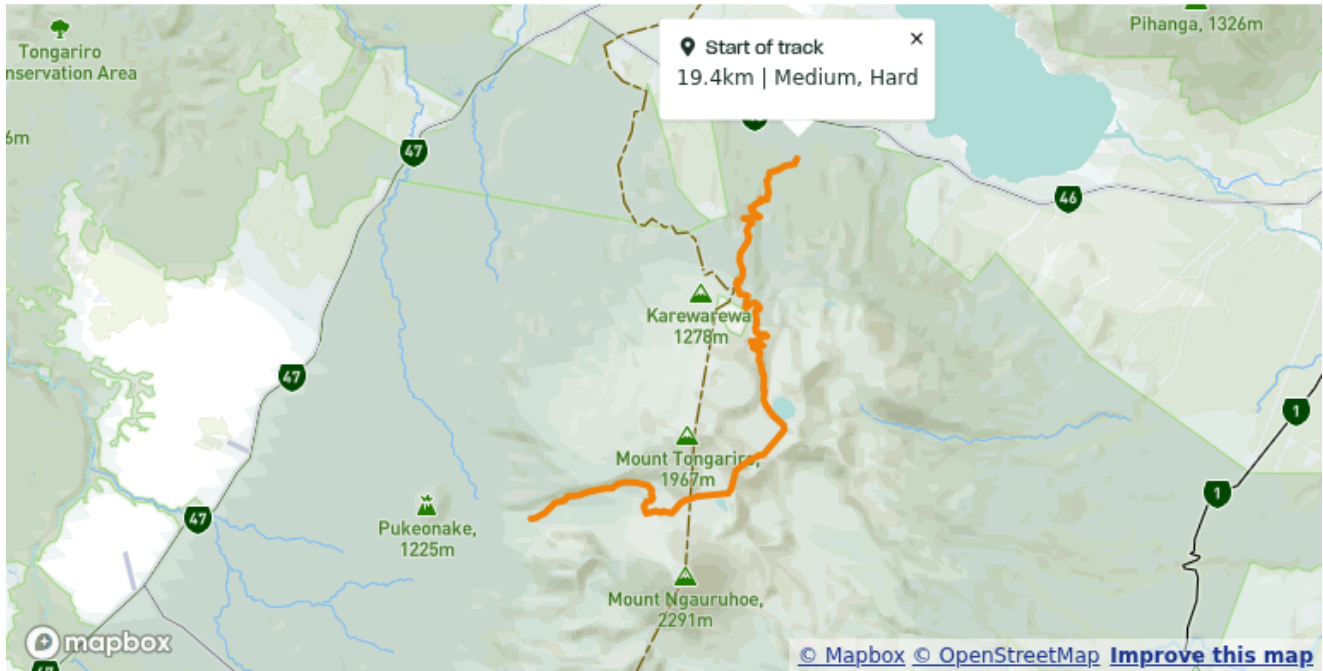 Tongariro
nservation Area
6m
Pihanga, 1326m
Start of track
×
19.4km | Medium, Hard
47
46
Karewarewa
1278m
47
1
Mount Tongariro,
1967m
1
Pukeonake,
1225m
47
Mount Ngauruhoe,
2291m
mapbox
© Mapbox © OpenStreetMap Improve this map
47